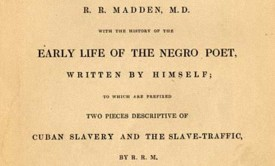 R. R. MADDEN, M.D.
WITH THE HISTORY OF THE
EARLY LIFE OF THE NEGRO POET,
WRITTEN BY HIMSELF;
TO WHICH ARE PREFIXED
TWO PIECES DESCRIPTIVE OF
CUBAN SLAVERY AND THE SLAVE-TRAFFIC,
BY R. R. M.